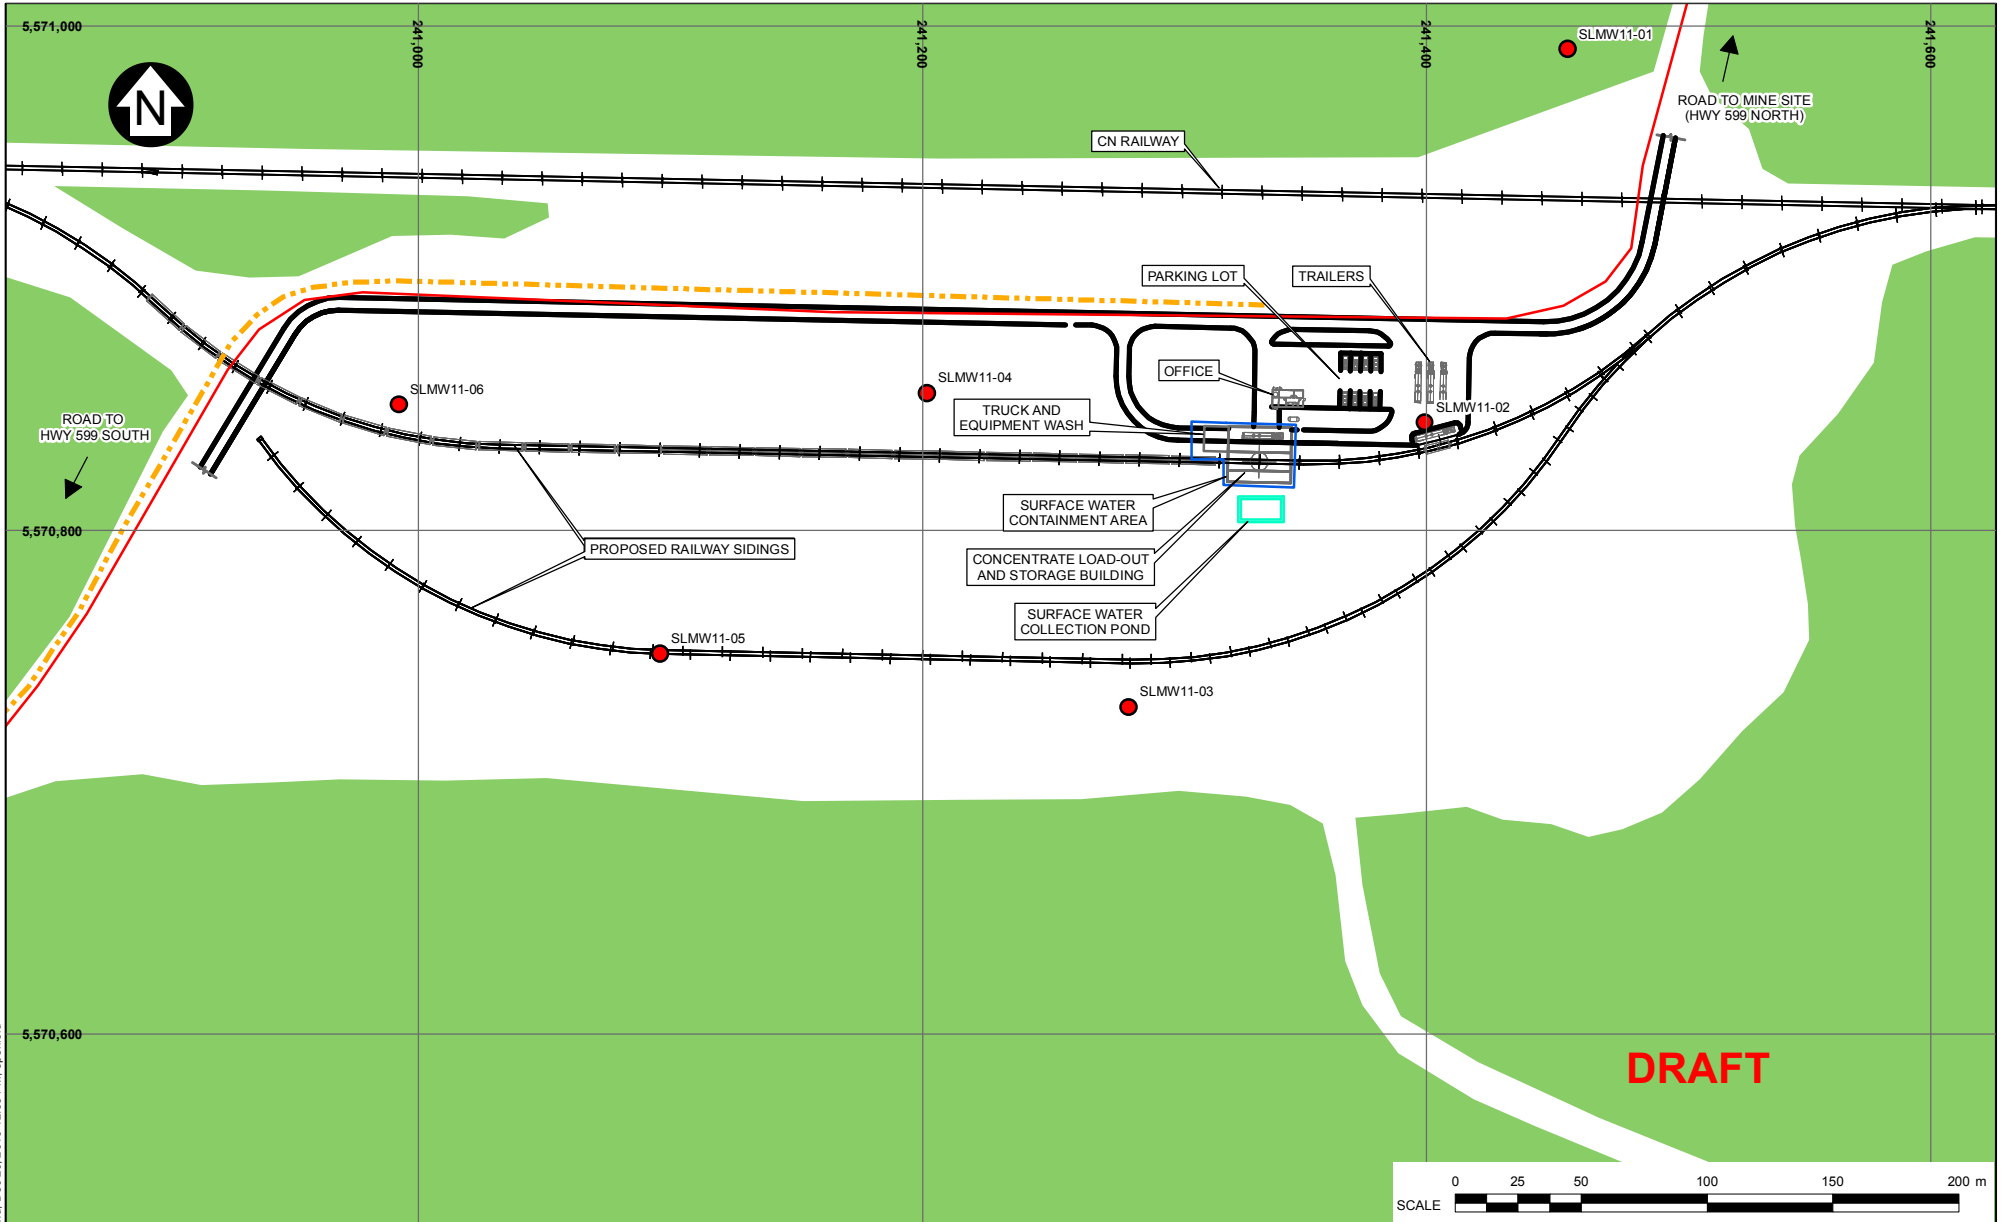 5,571,000
241,000
241,200
241,400
241,600
SLMW11-01
N
ROAD TO MINE SITE
(HWY 599 NORTH)
CN RAILWAY
PARKING LOT
TRAILERS
OFFICE
SLMW11-06
SLMW11-04
SLMW11-02
TRUCK AND
EQUIPMENT WASH
ROAD TO
HWY 599 SOUTH
SURFACE WATER
CONTAINMENT AREA
5,570,800
PROPOSED RAILWAY SIDINGS
CONCENTRATE LOAD-OUT
AND STORAGE BUILDING
SURFACE WATER
COLLECTION POND
SLMW11-05
SLMW11-03
5,570,600
DRAFT
SCALE
0 25 50 100 150 200 m